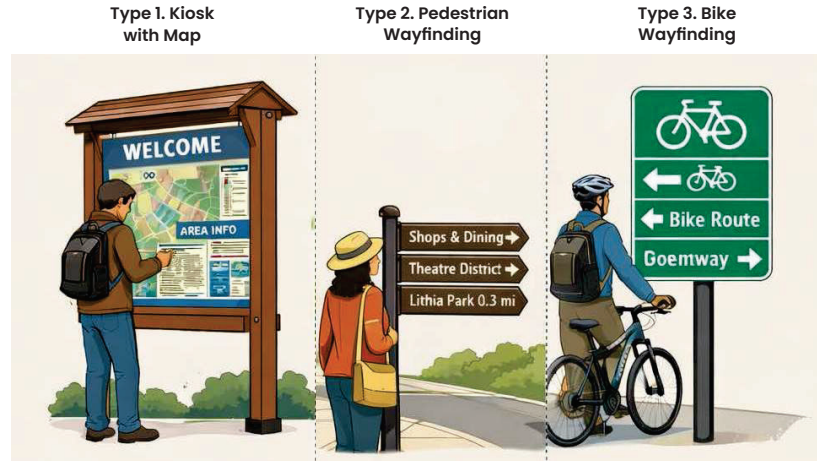 Type 1. Kiosk
with Map
Type 2. Pedestrian
Wayfinding
Type 3. Bike
Wayfinding
WELCOME
AREA INFO
Shops & Dining
Theatre District
Lithia Park 0.3 mi
Bike Route
Goemway